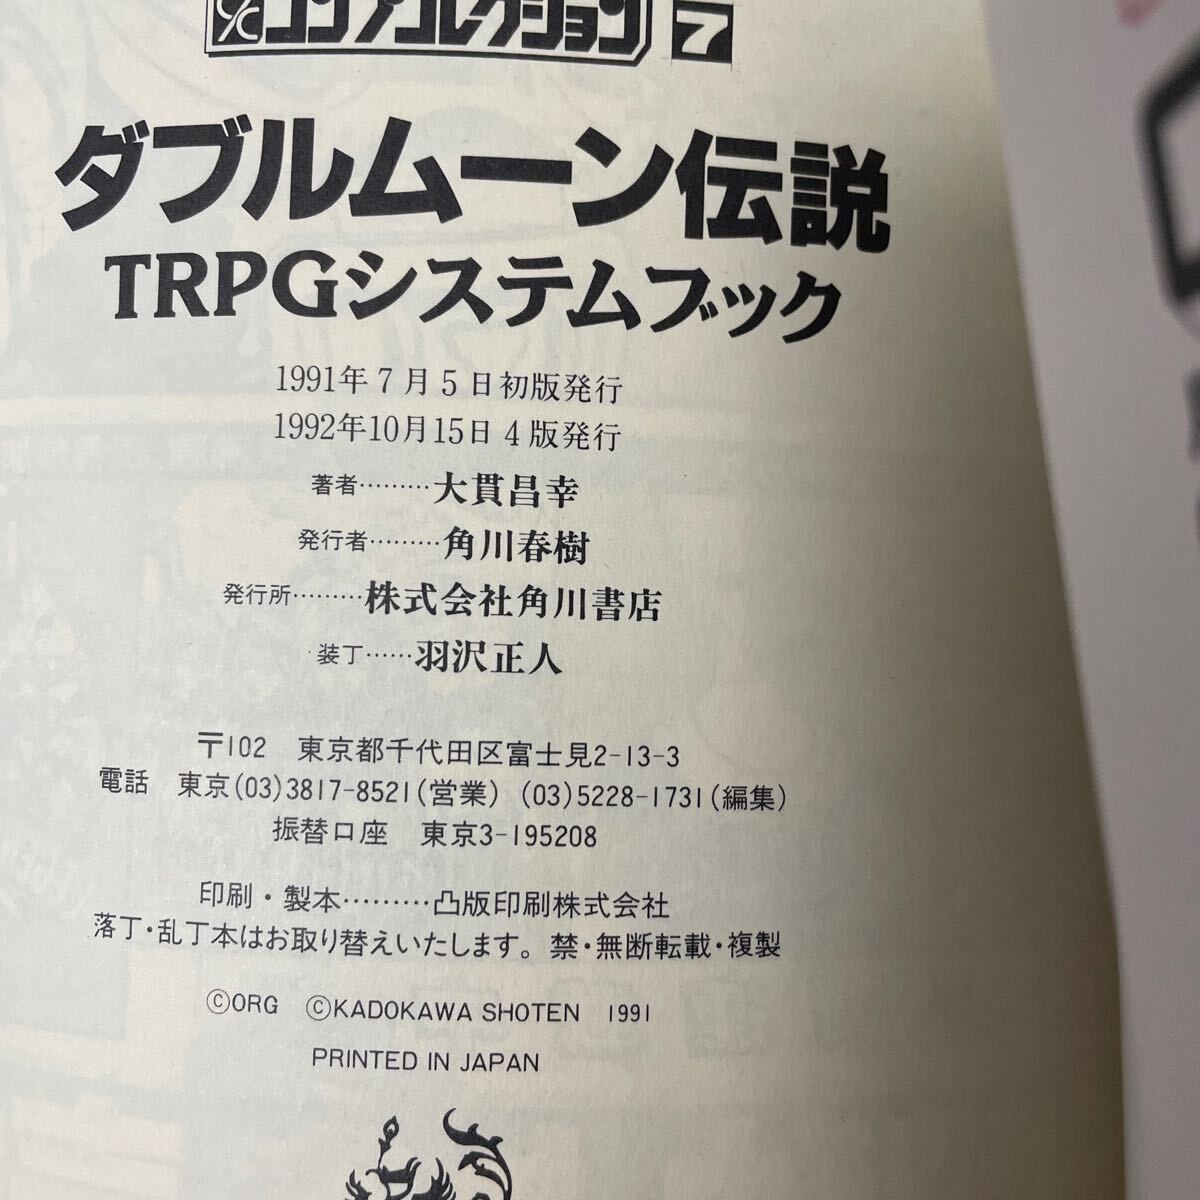 コンプコレクション 7
ダブルムーン伝説
TRPGシステムブック
1991年7月5日初版発行
1992年10月15日4版発行
著者………大貫昌幸
発行者………角川春樹
発行所………株式会社角川書店
装丁……羽沢正人
〒102 東京都千代田区富士見2-13-3
電話 東京(03)3817-8521(営業) (03)5228-1731(編集)
振替口座 東京3-195208
印刷・製本………凸版印刷株式会社
落丁・乱丁本はお取り替えいたします。禁・無断転載・複製
©ORG ©KADOKAWA SHOTEN 1991
PRINTED IN JAPAN